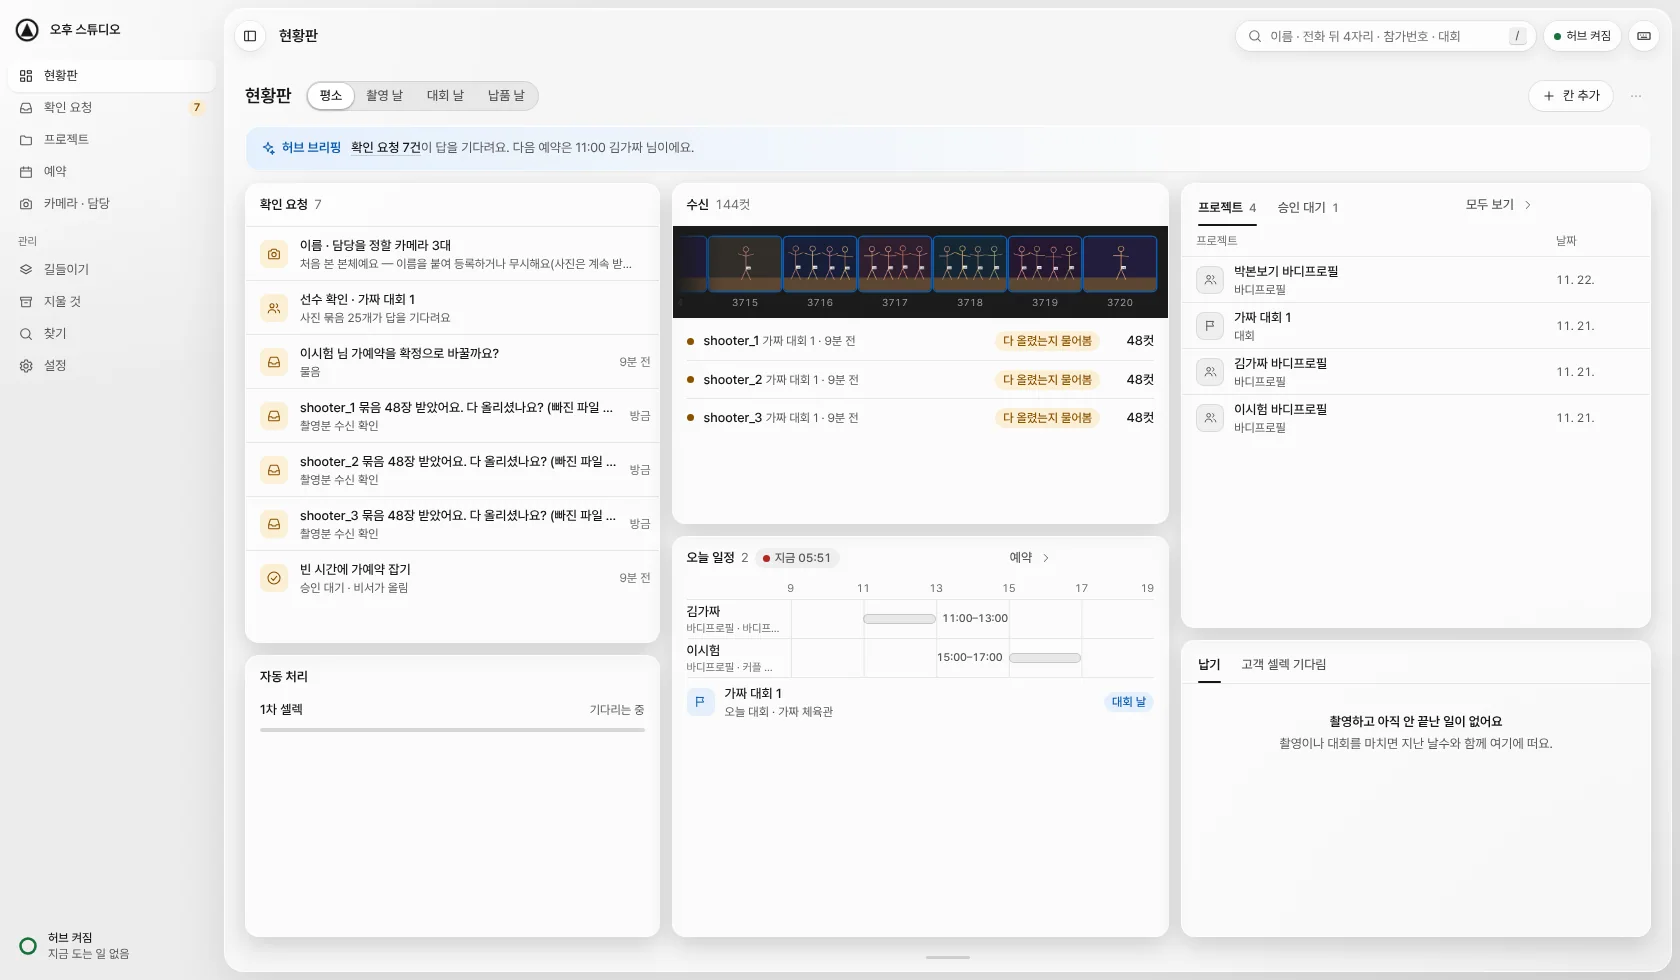 오후 스튜디오
현황판
확인 요청 7
프로젝트
예약
카메라 · 담당
관리
길들이기
지울 것
찾기
설정
허브 켜짐
지금 도는 일 없음
현황판
이름 · 전화 뒤 4자리 · 참가번호 · 대회 /
허브 켜짐
현황판
평소 촬영 날 대회 날 납품 날
칸 추가
허브 브리핑 확인 요청 7건이 답을 기다려요. 다음 예약은 11:00 김가짜 님이에요.
확인 요청 7
이름 · 담당을 정할 카메라 3대
처음 본 본체예요 — 이름을 붙여 등록하거나 무시해요(사진은 계속 받...
선수 확인 · 가짜 대회 1
사진 묶음 25개가 답을 기다려요
이시험 님 가예약을 확정으로 바꿀까요?
물음
9분 전
shooter_1 묶음 48장 받았어요. 다 올리셨나요? (빠진 파일 ...
촬영분 수신 확인
방금
shooter_2 묶음 48장 받았어요. 다 올리셨나요? (빠진 파일 ...
촬영분 수신 확인
방금
shooter_3 묶음 48장 받았어요. 다 올리셨나요? (빠진 파일 ...
촬영분 수신 확인
방금
빈 시간에 가예약 잡기
승인 대기 · 비서가 올림
9분 전
자동 처리
1차 셀렉 기다리는 중
수신 144컷
3715 3716 3717 3718 3719 3720
shooter_1 가짜 대회 1 · 9분 전 다 올렸는지 물어봄 48컷
shooter_2 가짜 대회 1 · 9분 전 다 올렸는지 물어봄 48컷
shooter_3 가짜 대회 1 · 9분 전 다 올렸는지 물어봄 48컷
오늘 일정 2 지금 05:51 예약
9 11 13 15 17 19
김가짜
바디프로필 · 바디프...
11:00–13:00
이시험
바디프로필 · 커플 ...
15:00–17:00
가짜 대회 1
오늘 대회 · 가짜 체육관
대회 날
프로젝트 4 승인 대기 1 모두 보기
프로젝트 날짜
박본보기 바디프로필
바디프로필
11. 22.
가짜 대회 1
대회
11. 21.
김가짜 바디프로필
바디프로필
11. 21.
이시험 바디프로필
바디프로필
11. 21.
납기 고객 셀렉 기다림
촬영하고 아직 안 끝난 일이 없어요
촬영이나 대회를 마치면 지난 날수와 함께 여기에 떠요.